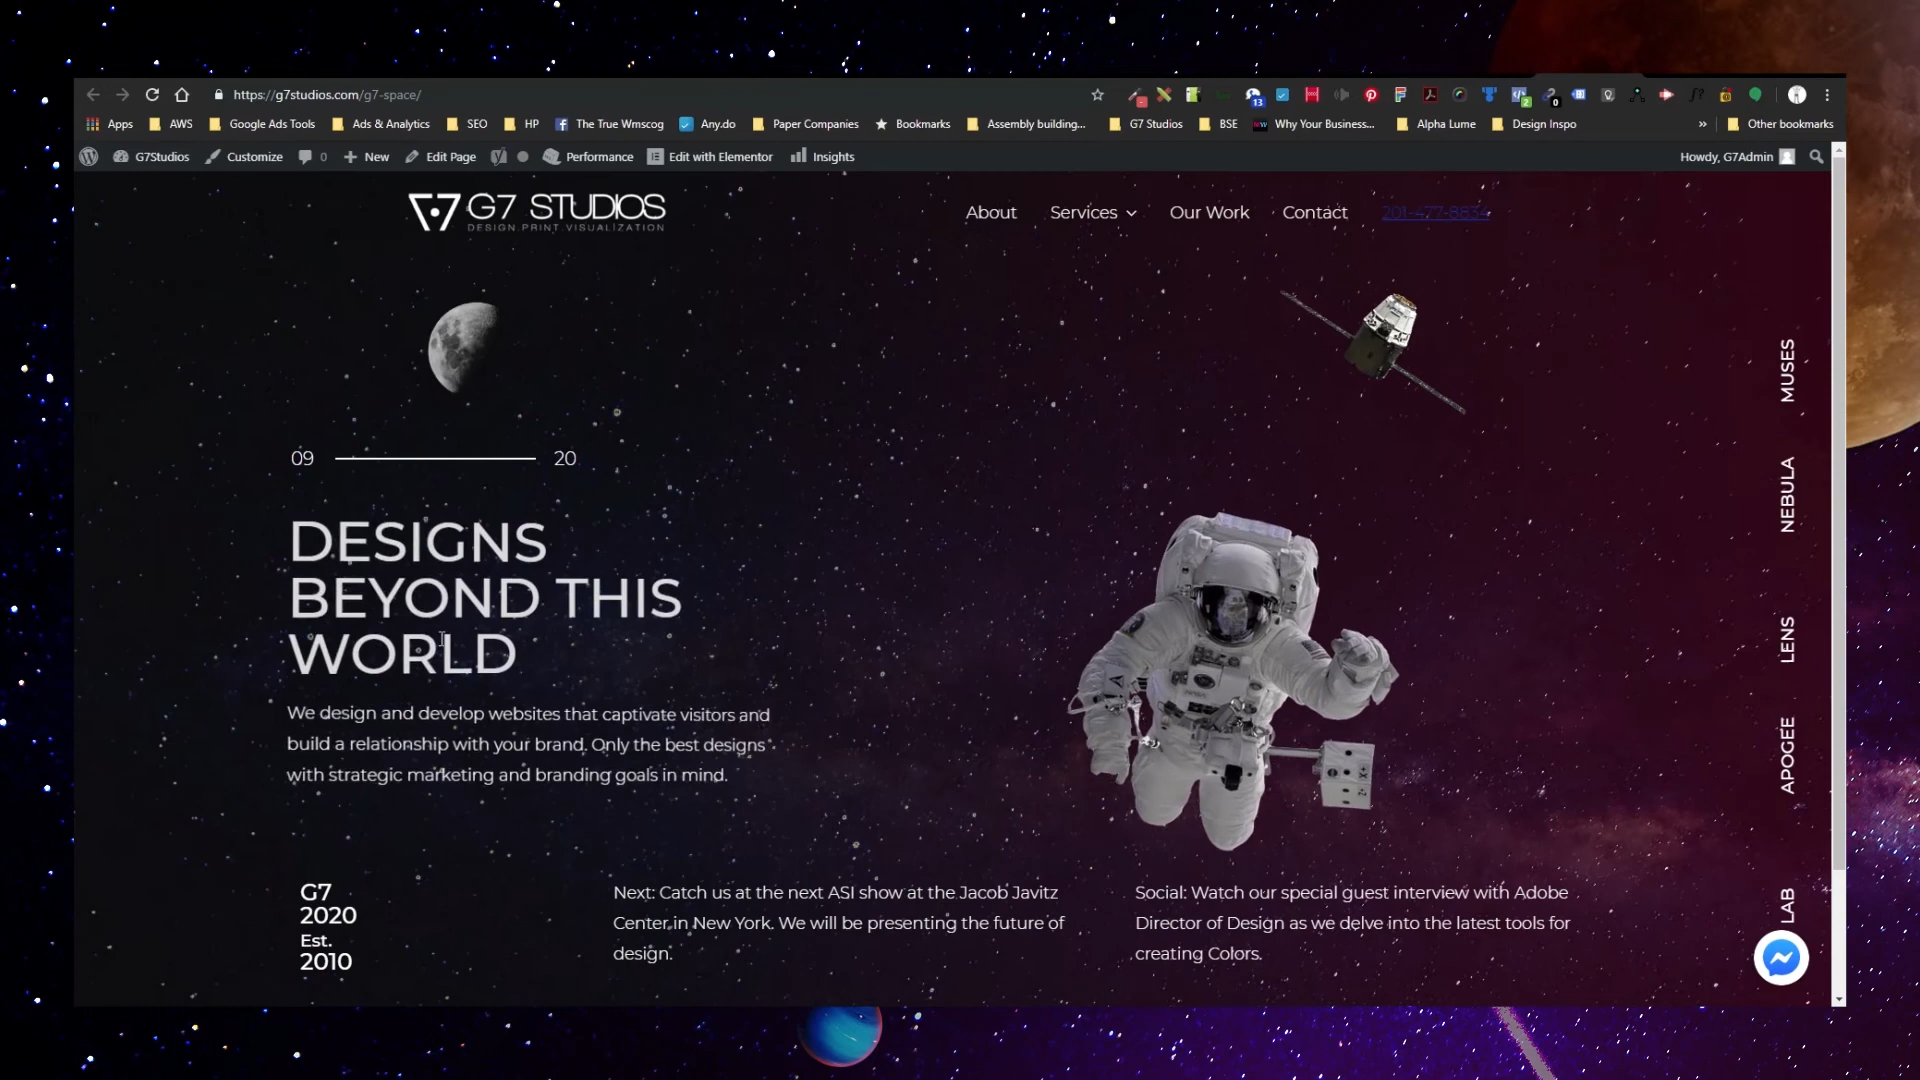 https://g7studios.com/g7-space/
13
2
0
Apps AWS Google Ads Tools Ads & Analytics SEO HP The True Wmscog Any.do Paper Companies Bookmarks Assembly building... G7 Studios BSE Why Your Business... Alpha Lume Design Inspo » Other bookmarks
G7Studios Customize 0 New Edit Page Performance Edit with Elementor Insights Howdy, G7Admin
G7 STUDIOS
DESIGN.PRINT.VISUALIZATION
About Services Our Work Contact 201-477-8834
MUSES
NEBULA
LENS
APOGEE
LAB
09 20
DESIGNS
BEYOND THIS
WORLD
We design and develop websites that captivate visitors and
build a relationship with your brand. Only the best designs
with strategic marketing and branding goals in mind.
G7
2020
Est.
2010
Next: Catch us at the next ASI show at the Jacob Javitz
Center in New York. We will be presenting the future of
design.
Social: Watch our special guest interview with Adobe
Director of Design as we delve into the latest tools for
creating Colors.